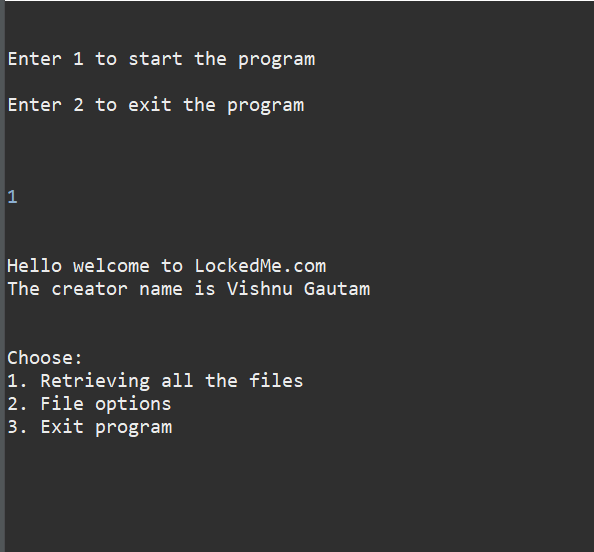 Enter 1 to start the program
Enter 2 to exit the program
1
Hello welcome to LockedMe.com
The creator name is Vishnu Gautam
Choose:
1. Retrieving all the files
2. File options
3. Exit program